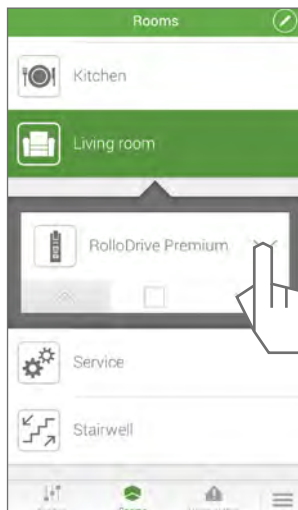 Rooms
Kitchen
Living room
RolloDrive Premium
Service
Stairwell